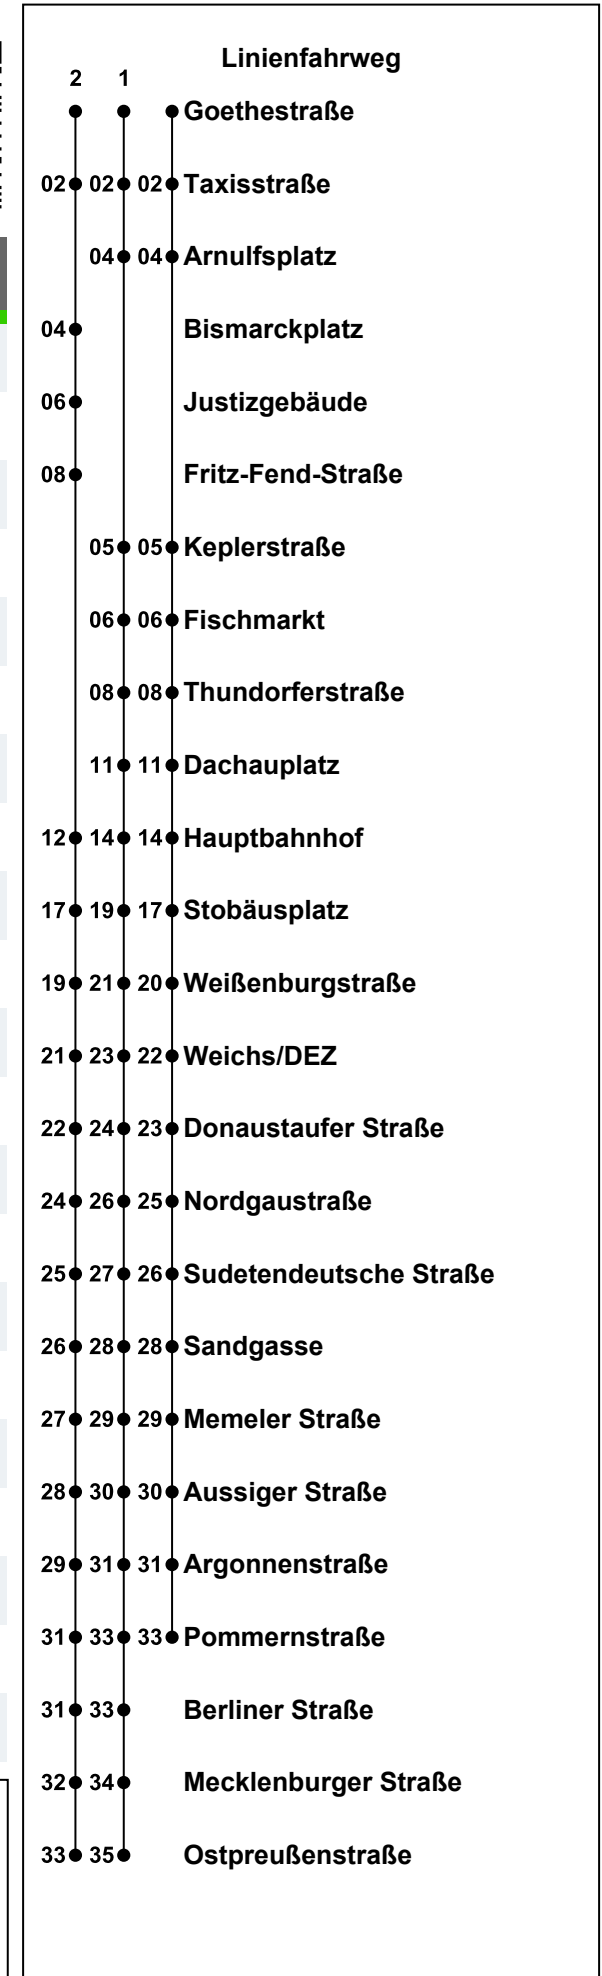 Linienfahrweg
2 1
Goethestraße
02 02 02 Taxisstraße
04 04 Arnulfsplatz
04 Bismarckplatz
06 Justizgebäude
08 Fritz-Fend-Straße
05 05 Keplerstraße
06 06 Fischmarkt
08 08 Thundorferstraße
11 11 Dachauplatz
12 14 14 Hauptbahnhof
17 19 17 Stobäusplatz
19 21 20 Weißenburgstraße
21 23 22 Weichs/DEZ
22 24 23 Donaustaufer Straße
24 26 25 Nordgaustraße
25 27 26 Sudetendeutsche Straße
26 28 28 Sandgasse
27 29 29 Memeler Straße
28 30 30 Aussiger Straße
29 31 31 Argonnenstraße
31 33 33 Pommernstraße
31 33 Berliner Straße
32 34 Mecklenburger Straße
33 35 Ostpreußenstraße